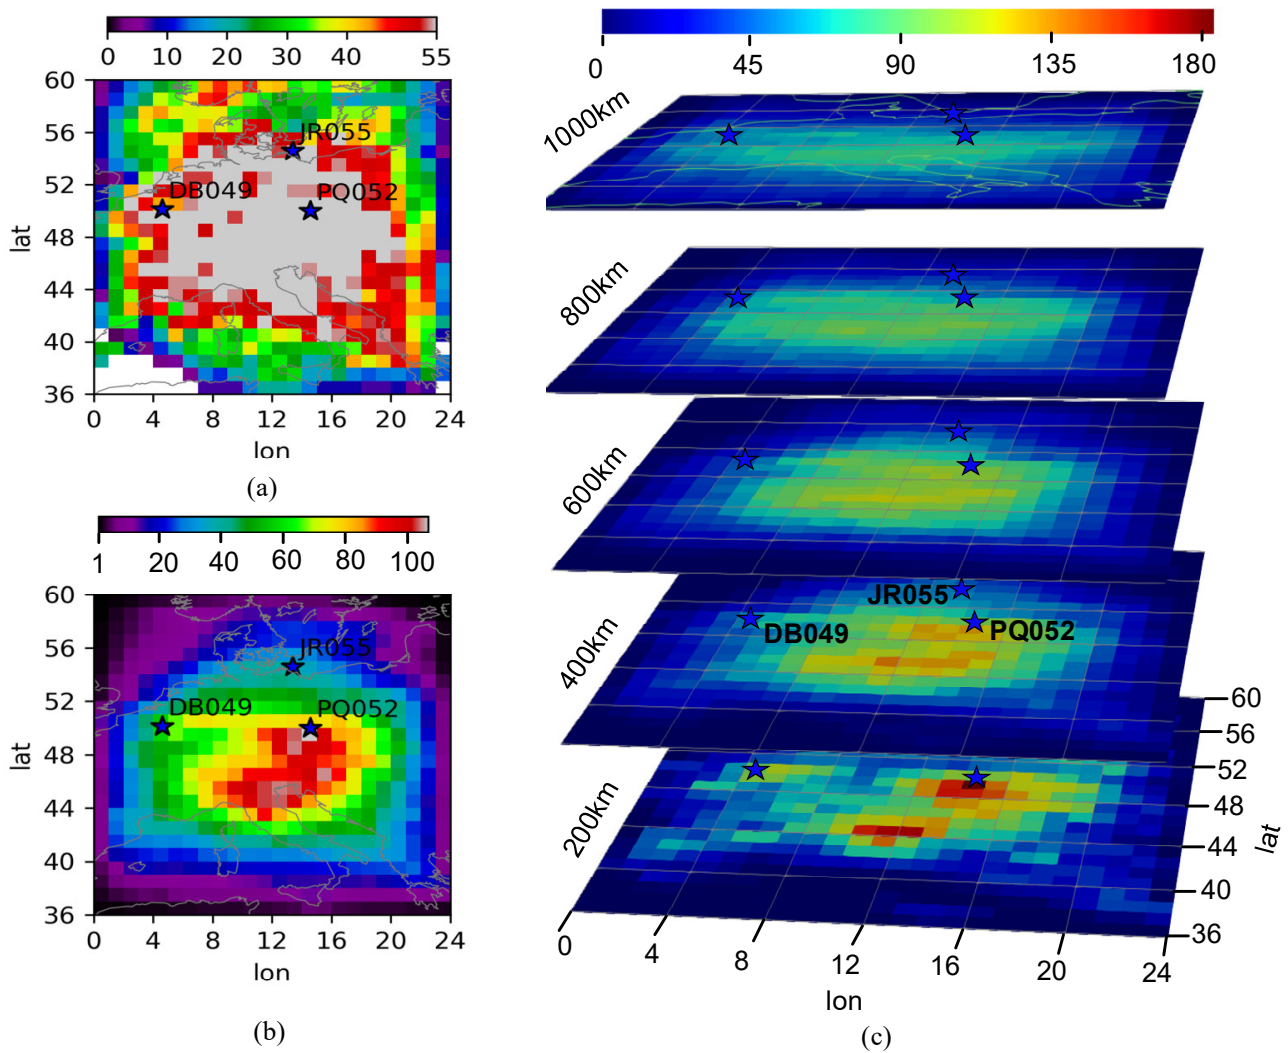 0 10 20 30 40 55
60
56
52
48
44
40
36
lat
JR055
DB049
PQ052
0 4 8 12 16 20 24
lon
(a)
1 20 40 60 80 100
60
56
52
48
44
40
36
lat
JR055
DB049
PQ052
0 4 8 12 16 20 24
lon
(b)
0 45 90 135 180
1000km
800km
600km
400km
JR055
DB049
PQ052
200km
60
56
52
48
44
40
36
lat
0 4 8 12 16 20 24
lon
(c)